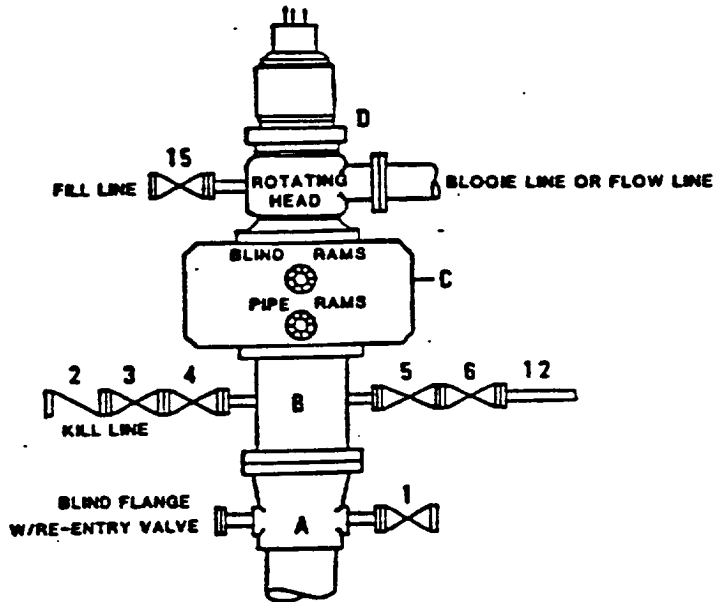 D
15
FILL LINE
ROTATING
HEAD
BLOOIE LINE OR FLOW LINE
BLIND RAMS
C
PIPE RAMS
2 3 4
5 6 12
B
KILL LINE
BLIND FLANGE
W/RE-ENTRY VALVE
A
1